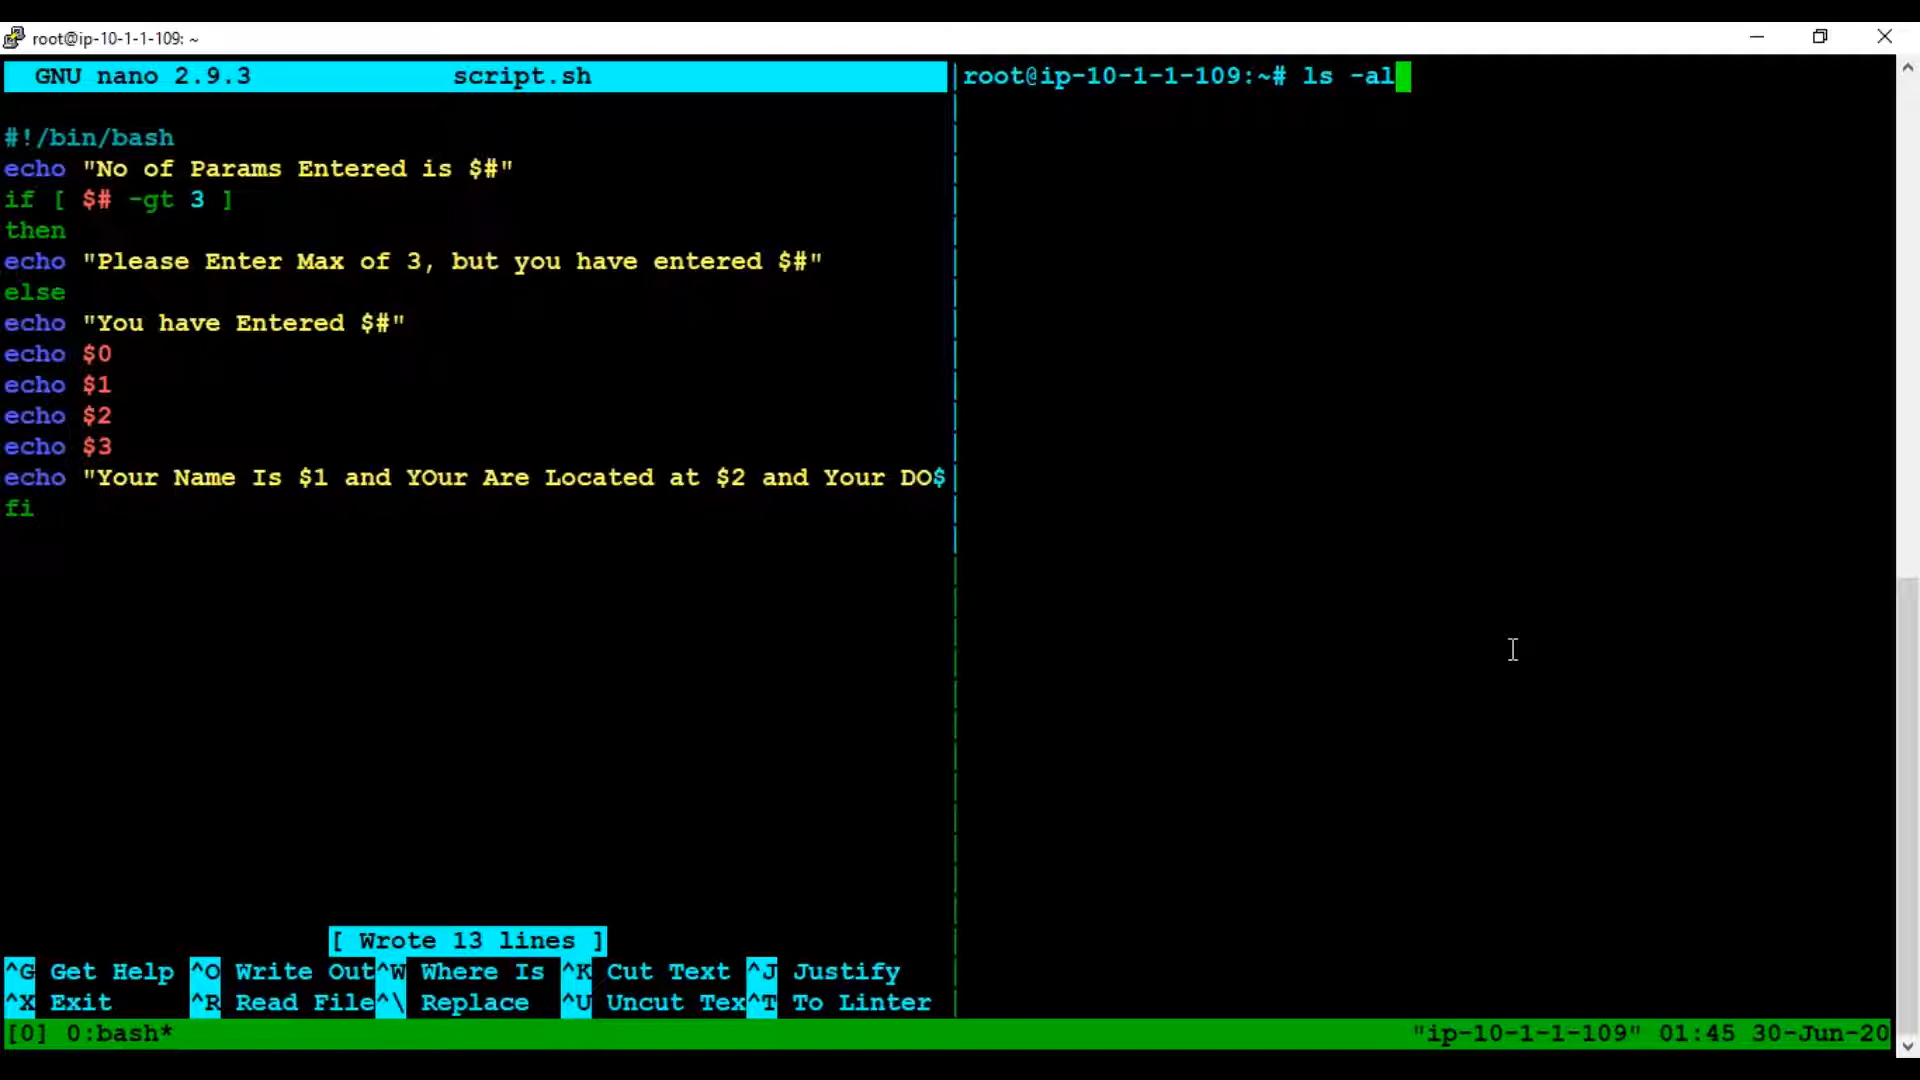 root@ip-10-1-1-109: ~
GNU nano 2.9.3 script.sh
#!/bin/bash
echo "No of Params Entered is $#"
if [ $# -gt 3 ]
then
echo "Please Enter Max of 3, but you have entered $#"
else
echo "You have Entered $#"
echo $0
echo $1
echo $2
echo $3
echo "Your Name Is $1 and YOur Are Located at $2 and Your DO$
fi
[ Wrote 13 lines ]
^G Get Help ^O Write Out^W Where Is ^K Cut Text ^J Justify
^X Exit ^R Read File^\ Replace ^U Uncut Tex^T To Linter
root@ip-10-1-1-109:~# ls -al
[0] 0:bash* "ip-10-1-1-109" 01:45 30-Jun-20